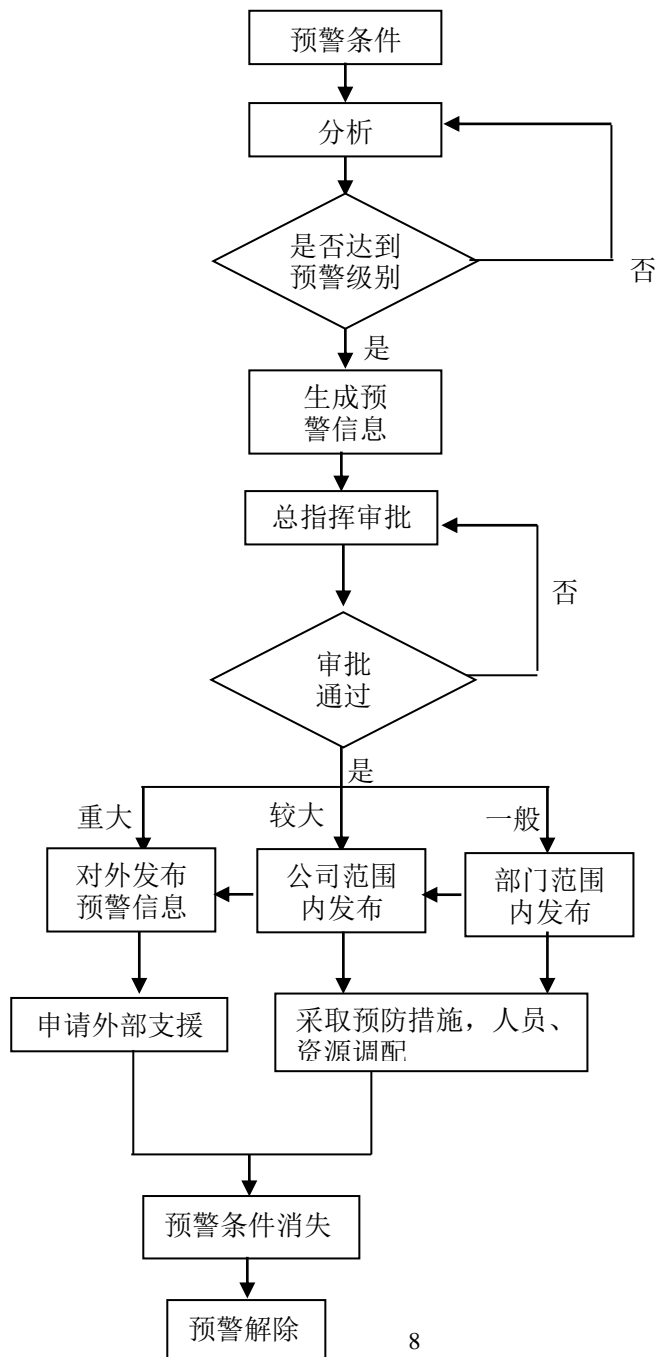 预警条件
分析
是否达到
预警级别
否
是
生成预
警信息
总指挥审批
否
审批
通过
是
重大
较大
一般
对外发布
预警信息
公司范围
内发布
部门范围
内发布
申请外部支援
采取预防措施，人员、
资源调配
预警条件消失
预警解除
8